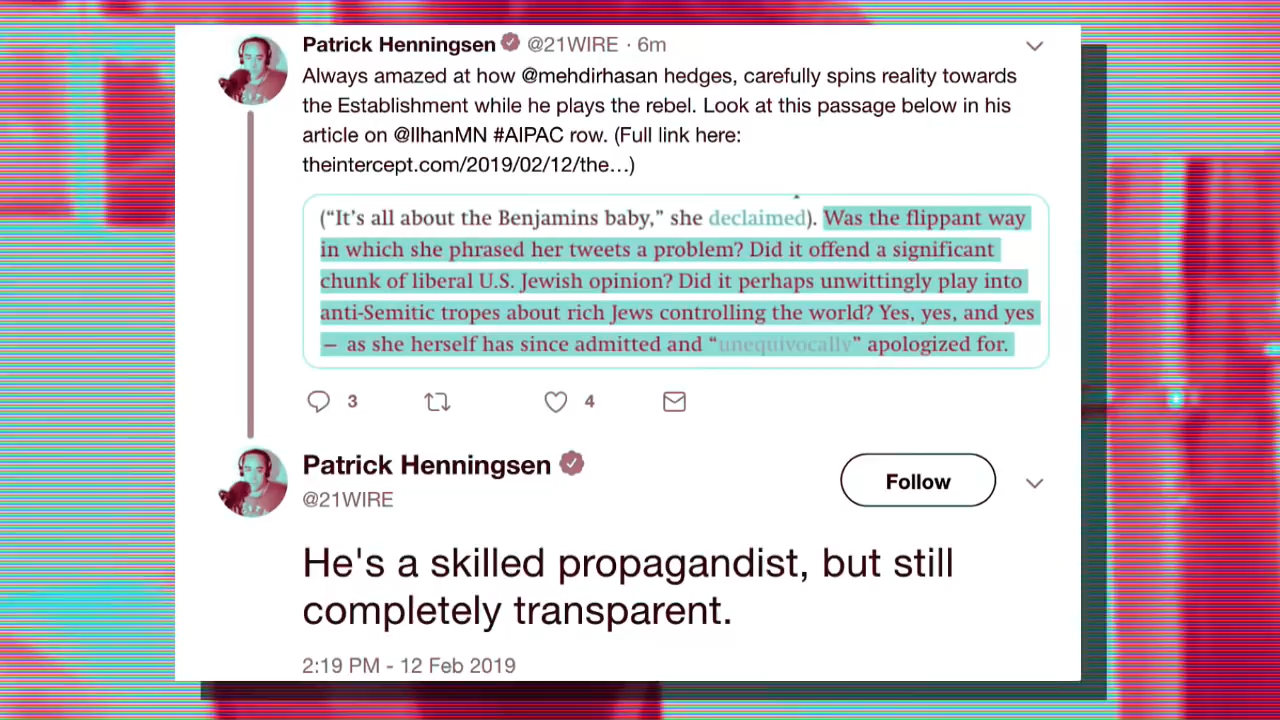 Patrick Henningsen @21WIRE · 6m
Always amazed at how @mehdirhasan hedges, carefully spins reality towards
the Establishment while he plays the rebel. Look at this passage below in his
article on @IlhanMN #AIPAC row. (Full link here:
theintercept.com/2019/02/12/the…)
(“It’s all about the Benjamins baby,” she declaimed). Was the flippant way
in which she phrased her tweets a problem? Did it offend a significant
chunk of liberal U.S. Jewish opinion? Did it perhaps unwittingly play into
anti-Semitic tropes about rich Jews controlling the world? Yes, yes, and yes
— as she herself has since admitted and “unequivocally” apologized for.
3 4
Patrick Henningsen
@21WIRE
Follow
He's a skilled propagandist, but still
completely transparent.
2:19 PM - 12 Feb 2019